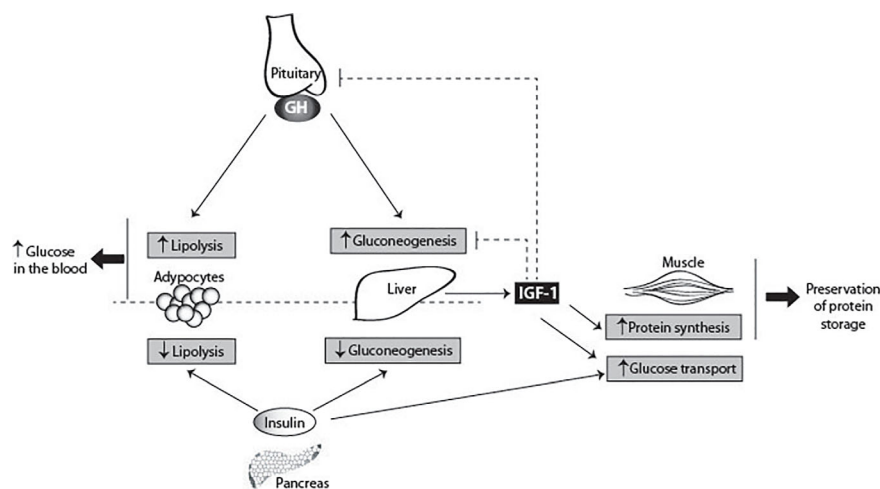 Pituitary
GH
↑ Glucose
in the blood
↑ Lipolysis
↑ Gluconeogenesis
Adypocytes
Liver
IGF-1
Muscle
Preservation
of protein
storage
↑ Protein synthesis
↓ Lipolysis
↓ Gluconeogenesis
↑ Glucose transport
Insulin
Pancreas